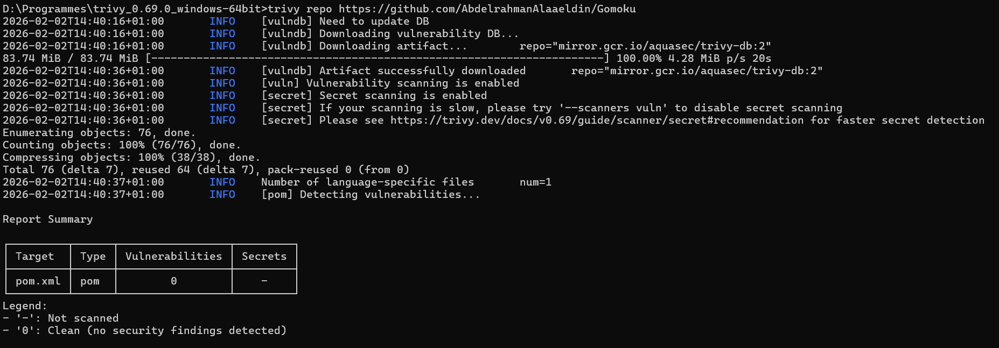 D:\Programmes\trivy_0.69.0_windows-64bit>trivy repo https://github.com/AbdelrahmanAlaaeldin/Gomoku
2026-02-02T14:40:16+01:00 INFO [vulndb] Need to update DB
2026-02-02T14:40:16+01:00 INFO [vulndb] Downloading vulnerability DB...
2026-02-02T14:40:16+01:00 INFO [vulndb] Downloading artifact... repo="mirror.gcr.io/aquasec/trivy-db:2"
83.74 MiB / 83.74 MiB [----------------------------------------------------------------------] 100.00% 4.28 MiB p/s 20s
2026-02-02T14:40:36+01:00 INFO [vulndb] Artifact successfully downloaded repo="mirror.gcr.io/aquasec/trivy-db:2"
2026-02-02T14:40:36+01:00 INFO [vuln] Vulnerability scanning is enabled
2026-02-02T14:40:36+01:00 INFO [secret] Secret scanning is enabled
2026-02-02T14:40:36+01:00 INFO [secret] If your scanning is slow, please try '--scanners vuln' to disable secret scanning
2026-02-02T14:40:36+01:00 INFO [secret] Please see https://trivy.dev/docs/v0.69/guide/scanner/secret#recommendation for faster secret detection
Enumerating objects: 76, done.
Counting objects: 100% (76/76), done.
Compressing objects: 100% (38/38), done.
Total 76 (delta 7), reused 64 (delta 7), pack-reused 0 (from 0)
2026-02-02T14:40:37+01:00 INFO Number of language-specific files num=1
2026-02-02T14:40:37+01:00 INFO [pom] Detecting vulnerabilities...
Report Summary
Target Type Vulnerabilities Secrets
pom.xml pom 0 -
Legend:
- '-': Not scanned
- '0': Clean (no security findings detected)